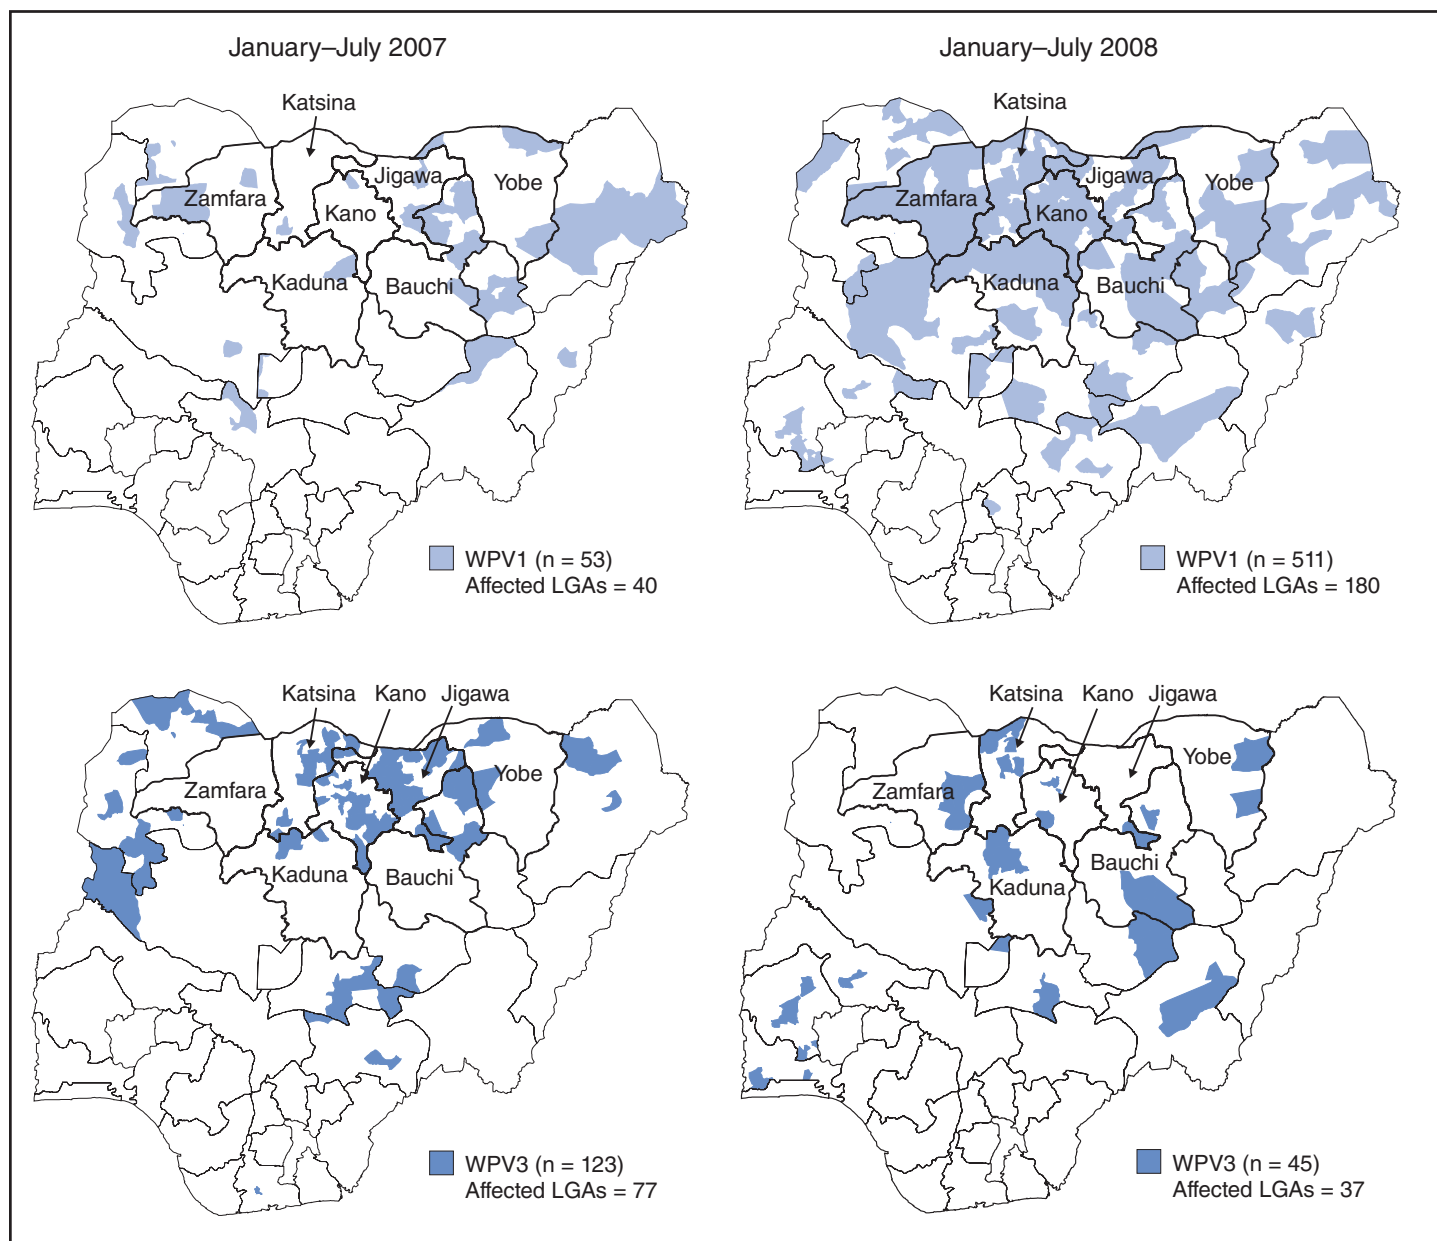 January–July 2007
January–July 2008
Katsina
Jigawa
Yobe
Zamfara
Kano
Kaduna
Bauchi
WPV1 (n = 53)
Affected LGAs = 40
Katsina
Jigawa
Yobe
Zamfara
Kano
Kaduna
Bauchi
WPV1 (n = 511)
Affected LGAs = 180
Katsina
Kano
Jigawa
Yobe
Zamfara
Kaduna
Bauchi
WPV3 (n = 123)
Affected LGAs = 77
Katsina
Kano
Jigawa
Yobe
Zamfara
Bauchi
Kaduna
WPV3 (n = 45)
Affected LGAs = 37